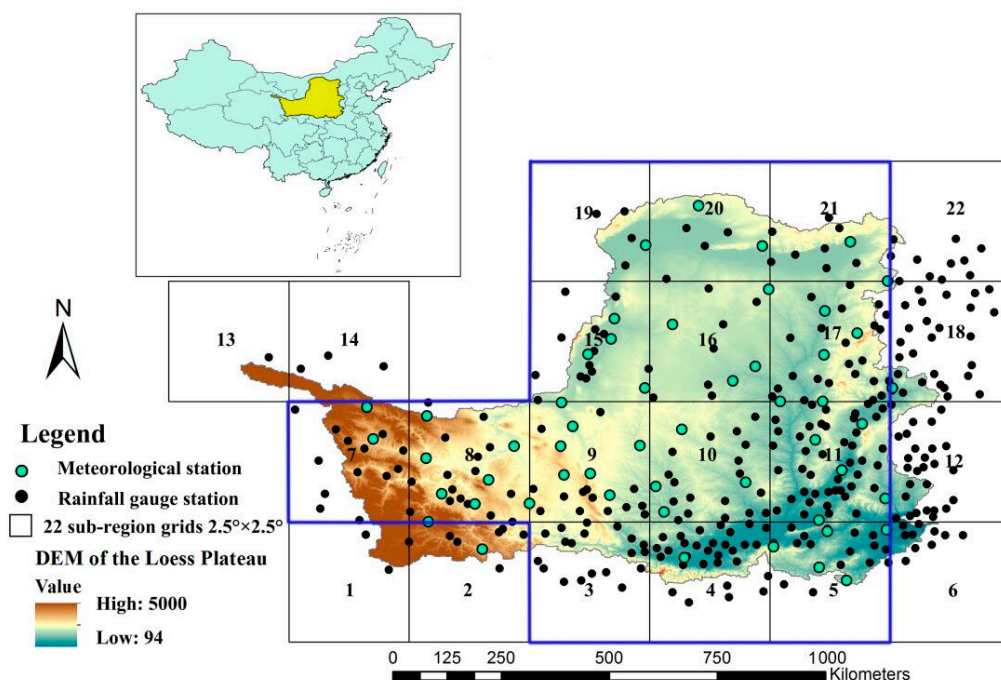 19
20
21
22
N
13
14
15
16
17
18
Legend
Meteorological station
Rainfall gauge station
22 sub-region grids 2.5°×2.5°
DEM of the Loess Plateau
Value
High: 5000
Low: 94
7
8
9
10
11
12
1
2
3
4
5
6
0 125 250 500 750 1000
Kilometers